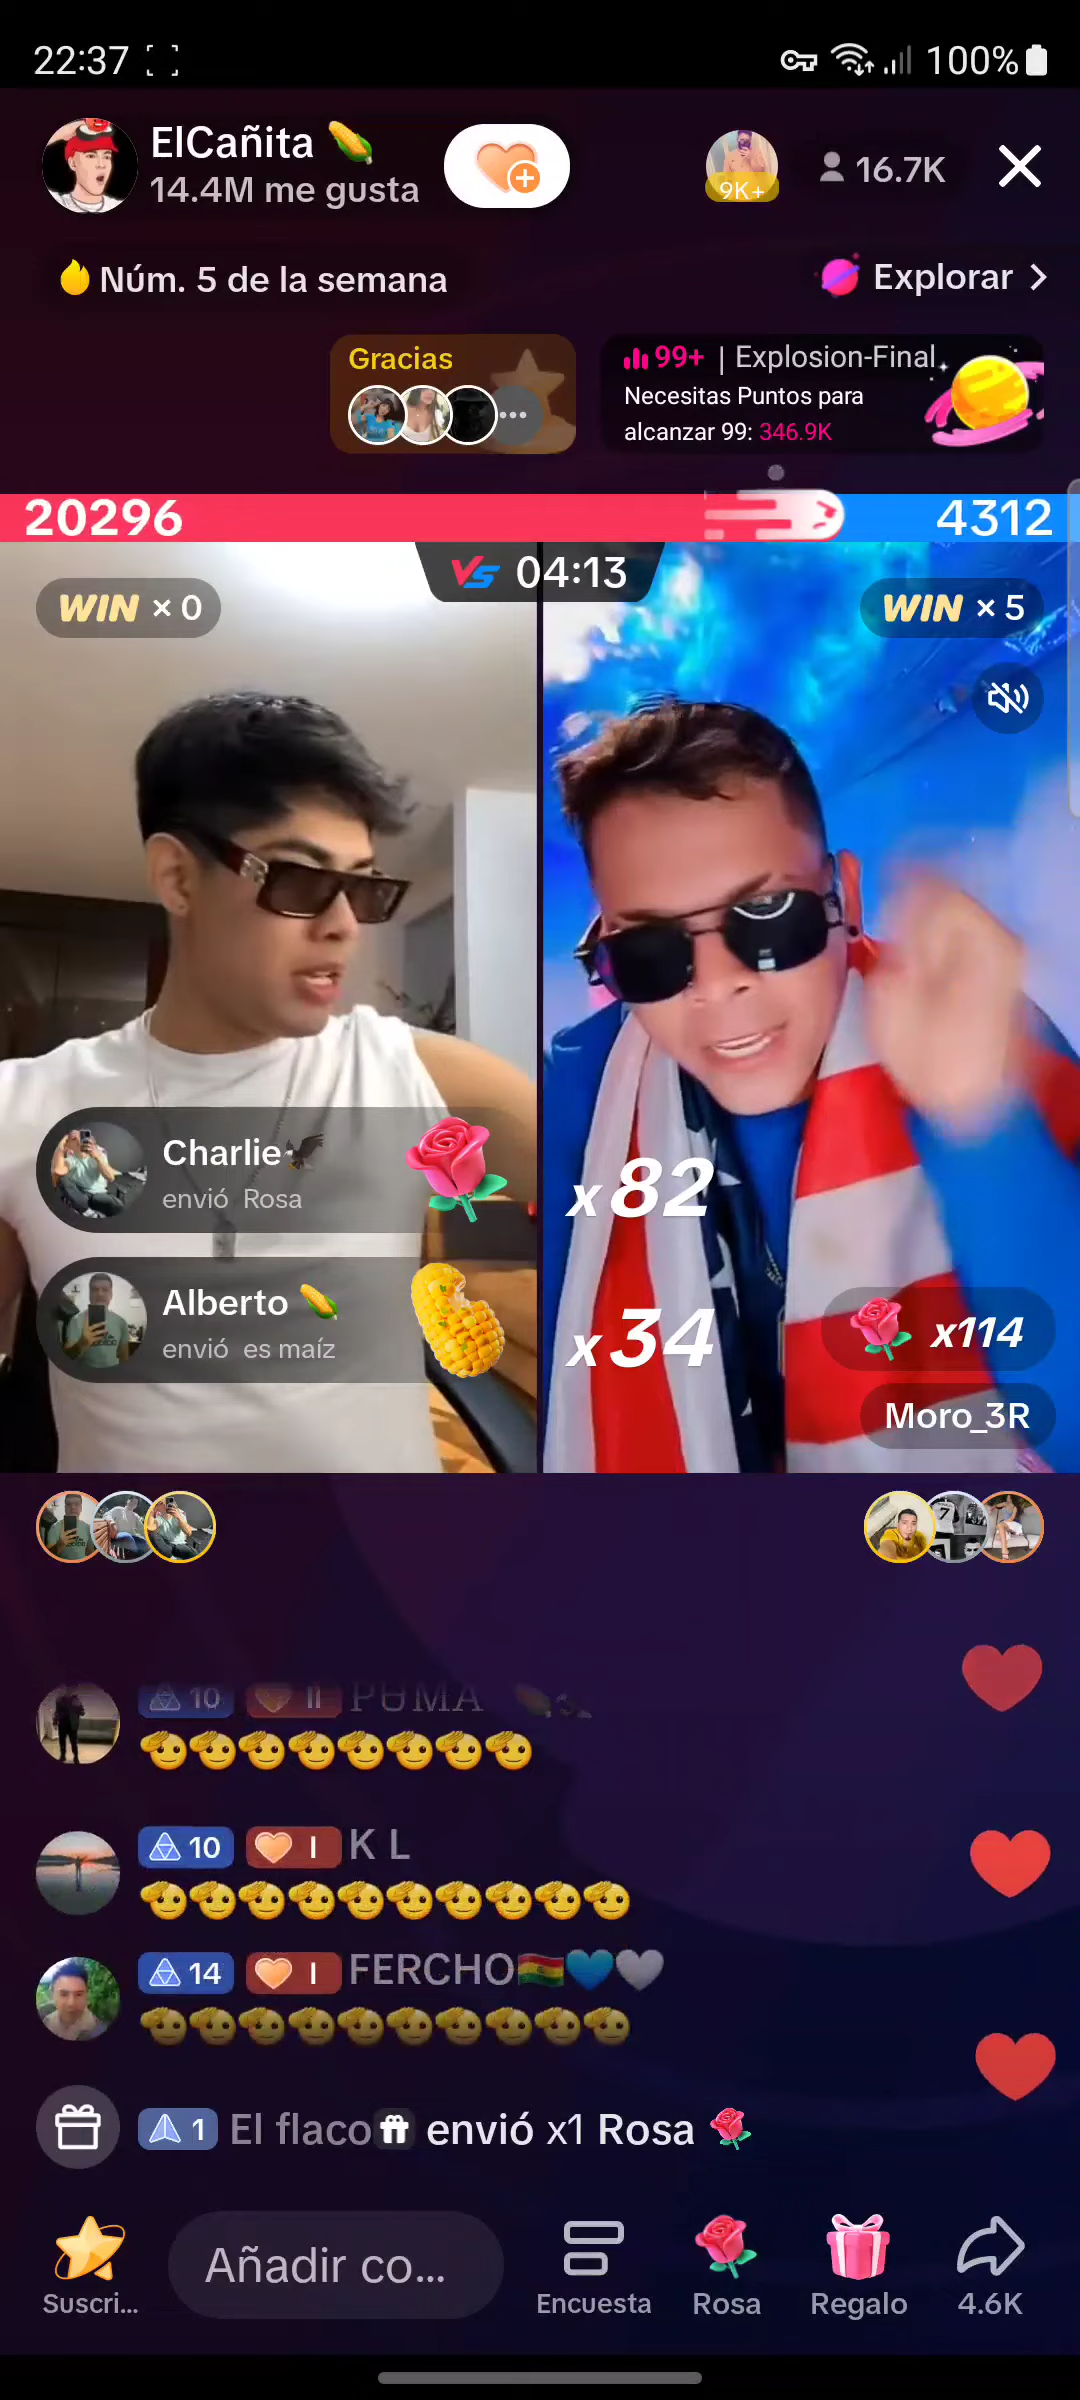 22:37
100%
ElCañita
14.4M me gusta
9K+
16.7K
Núm. 5 de la semana
Explorar
Gracias
99+ | Explosion-Final
Necesitas Puntos para
alcanzar 99: 346.9K
20296
4312
VS 04:13
WIN × 0
WIN × 5
Charlie
envió Rosa
x82
Alberto
envió es maíz
x34
x114
Moro_3R
10 II PUMA
10 I K L
14 I FERCHO
1 El flaco envió x1 Rosa
Suscri...
Añadir co...
Encuesta
Rosa
Regalo
4.6K